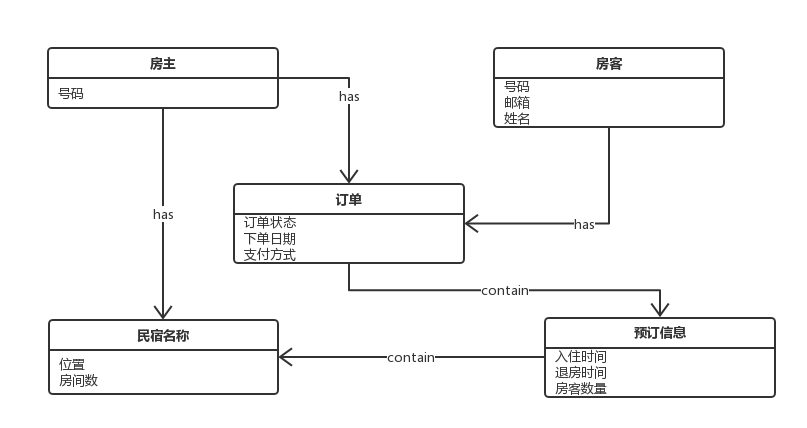 房主
号码
房客
号码
邮箱
姓名
has
订单
订单状态
下单日期
支付方式
has
has
contain
民宿名称
位置
房间数
contain
预订信息
入住时间
退房时间
房客数量